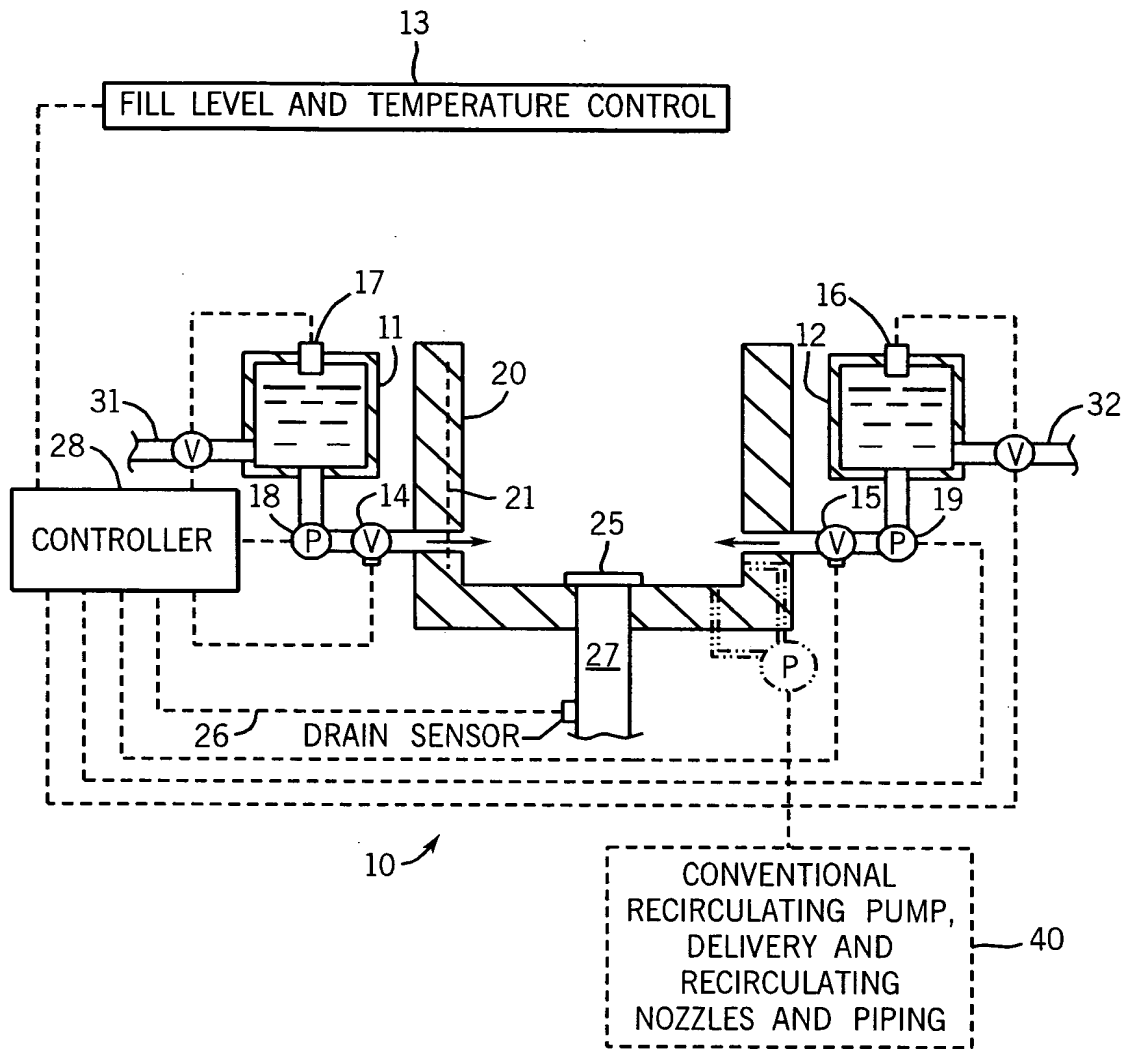 13
FILL LEVEL AND TEMPERATURE CONTROL
17
11
20
16
12
31
V
32
V
28
CONTROLLER
18
P
14
V
21
25
15
V
19
P
27
P
26
DRAIN SENSOR
10
CONVENTIONAL
RECIRCULATING PUMP,
DELIVERY AND
RECIRCULATING
NOZZLES AND PIPING
40